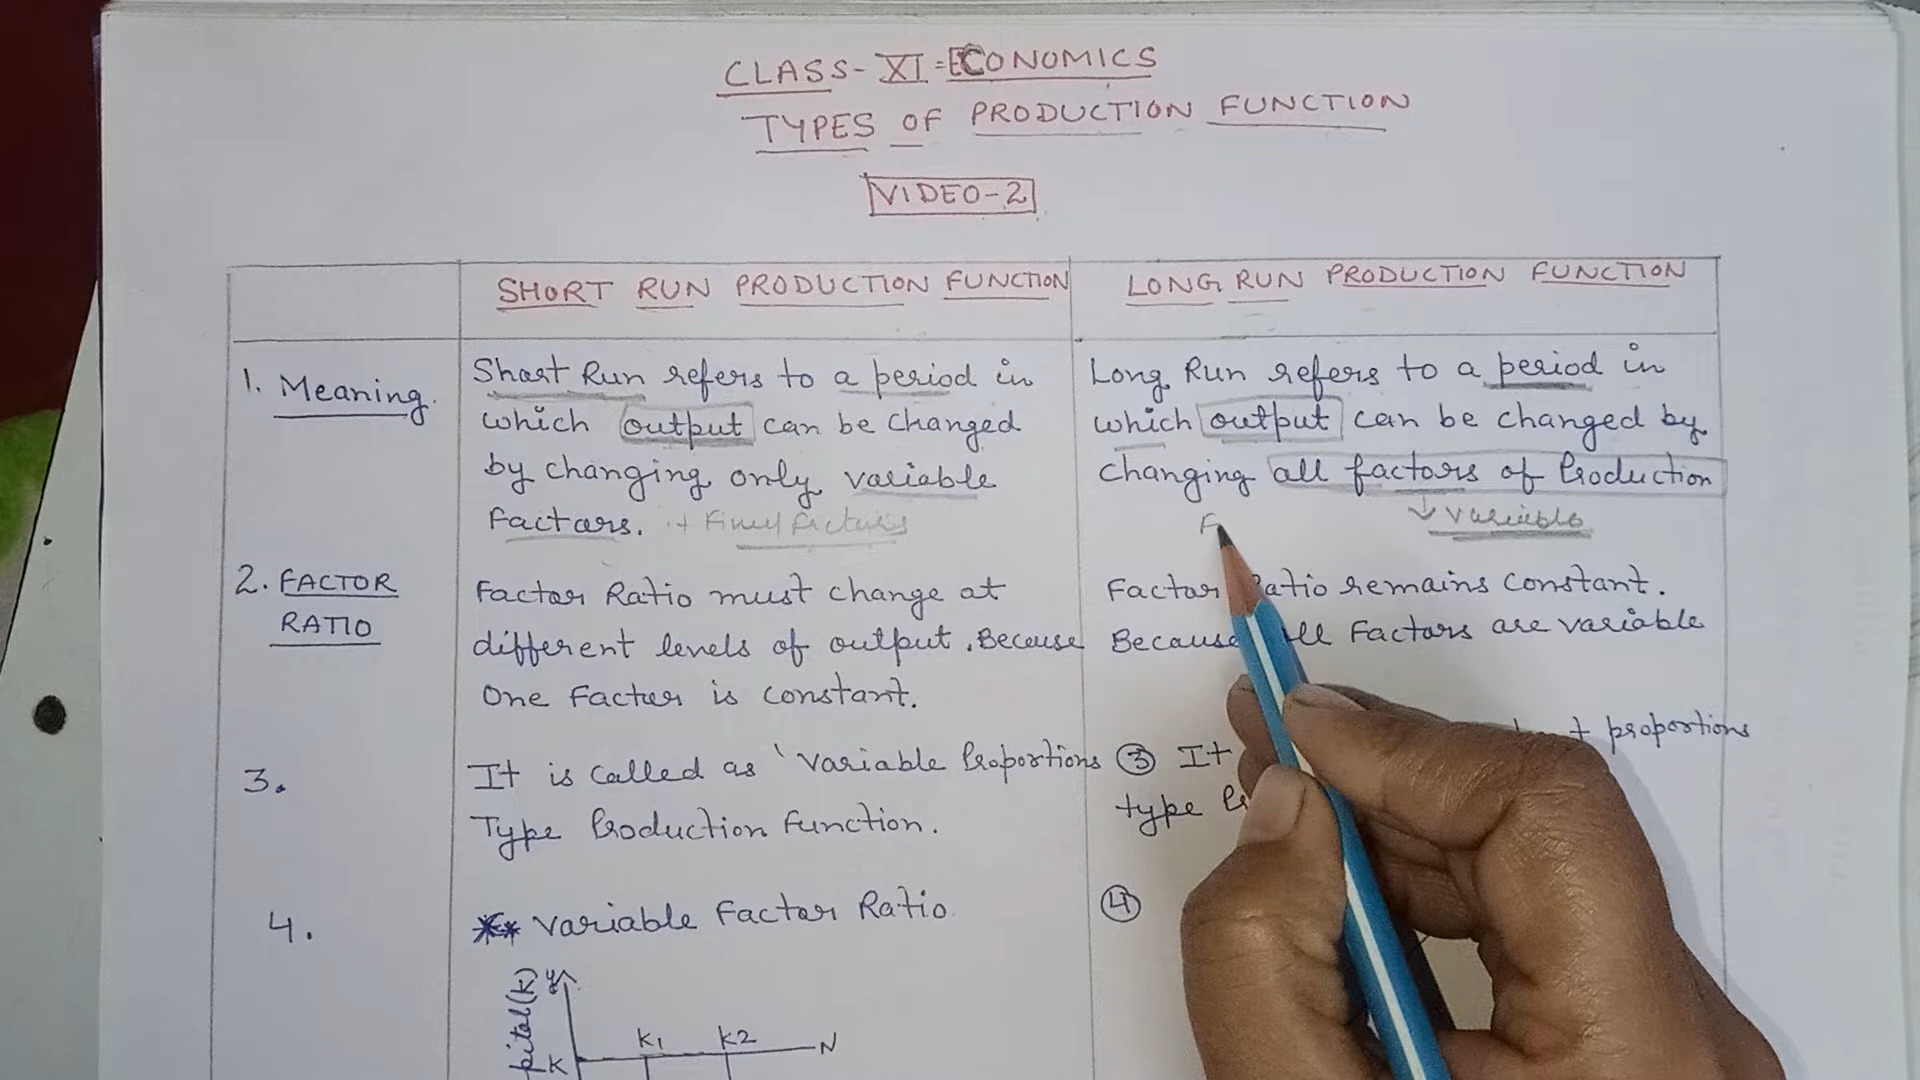 CLASS-XI=ECONOMICS
TYPES OF PRODUCTION FUNCTION
VIDEO-2
SHORT RUN PRODUCTION FUNCTION
LONG RUN PRODUCTION FUNCTION
1. Meaning.
Short Run refers to a period in
which output can be changed
by changing only variable
Factors. + Fixed factors
Long Run refers to a period in
which output can be changed by
changing all factors of Production
F
↓ variable
2. FACTOR
RATIO
Factor Ratio must change at
different levels of output. Because
One Factor is constant.
Factor Ratio remains constant.
Because all Factors are variable
3.
It is called as 'Variable Proportions
Type Production Function.
③ It
proportions
type
4.
** Variable Factor Ratio
④
pital(k)
y
K
K1
K2
N